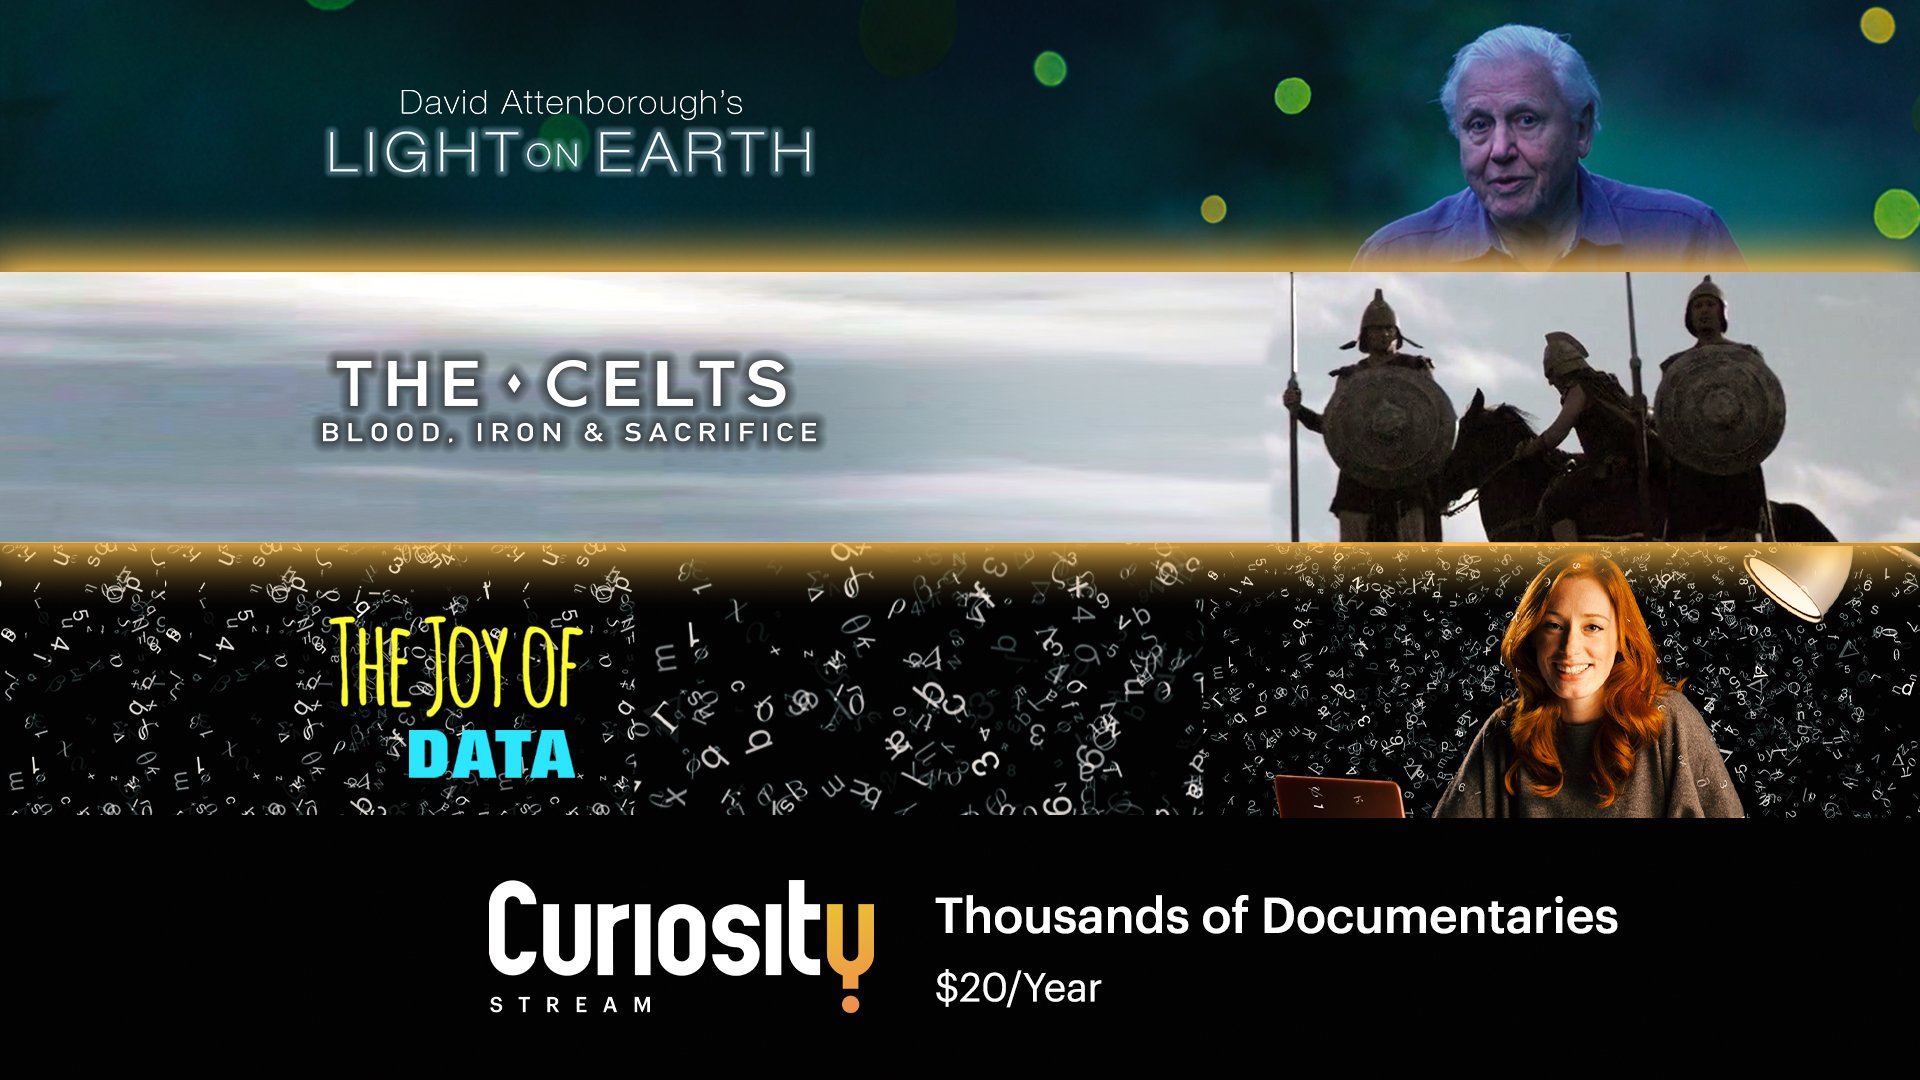 David Attenborough's
LIGHT ON EARTH
THE CELTS
BLOOD, IRON & SACRIFICE
THE JOY OF
DATA
Curiosity
STREAM
Thousands of Documentaries
$20/Year